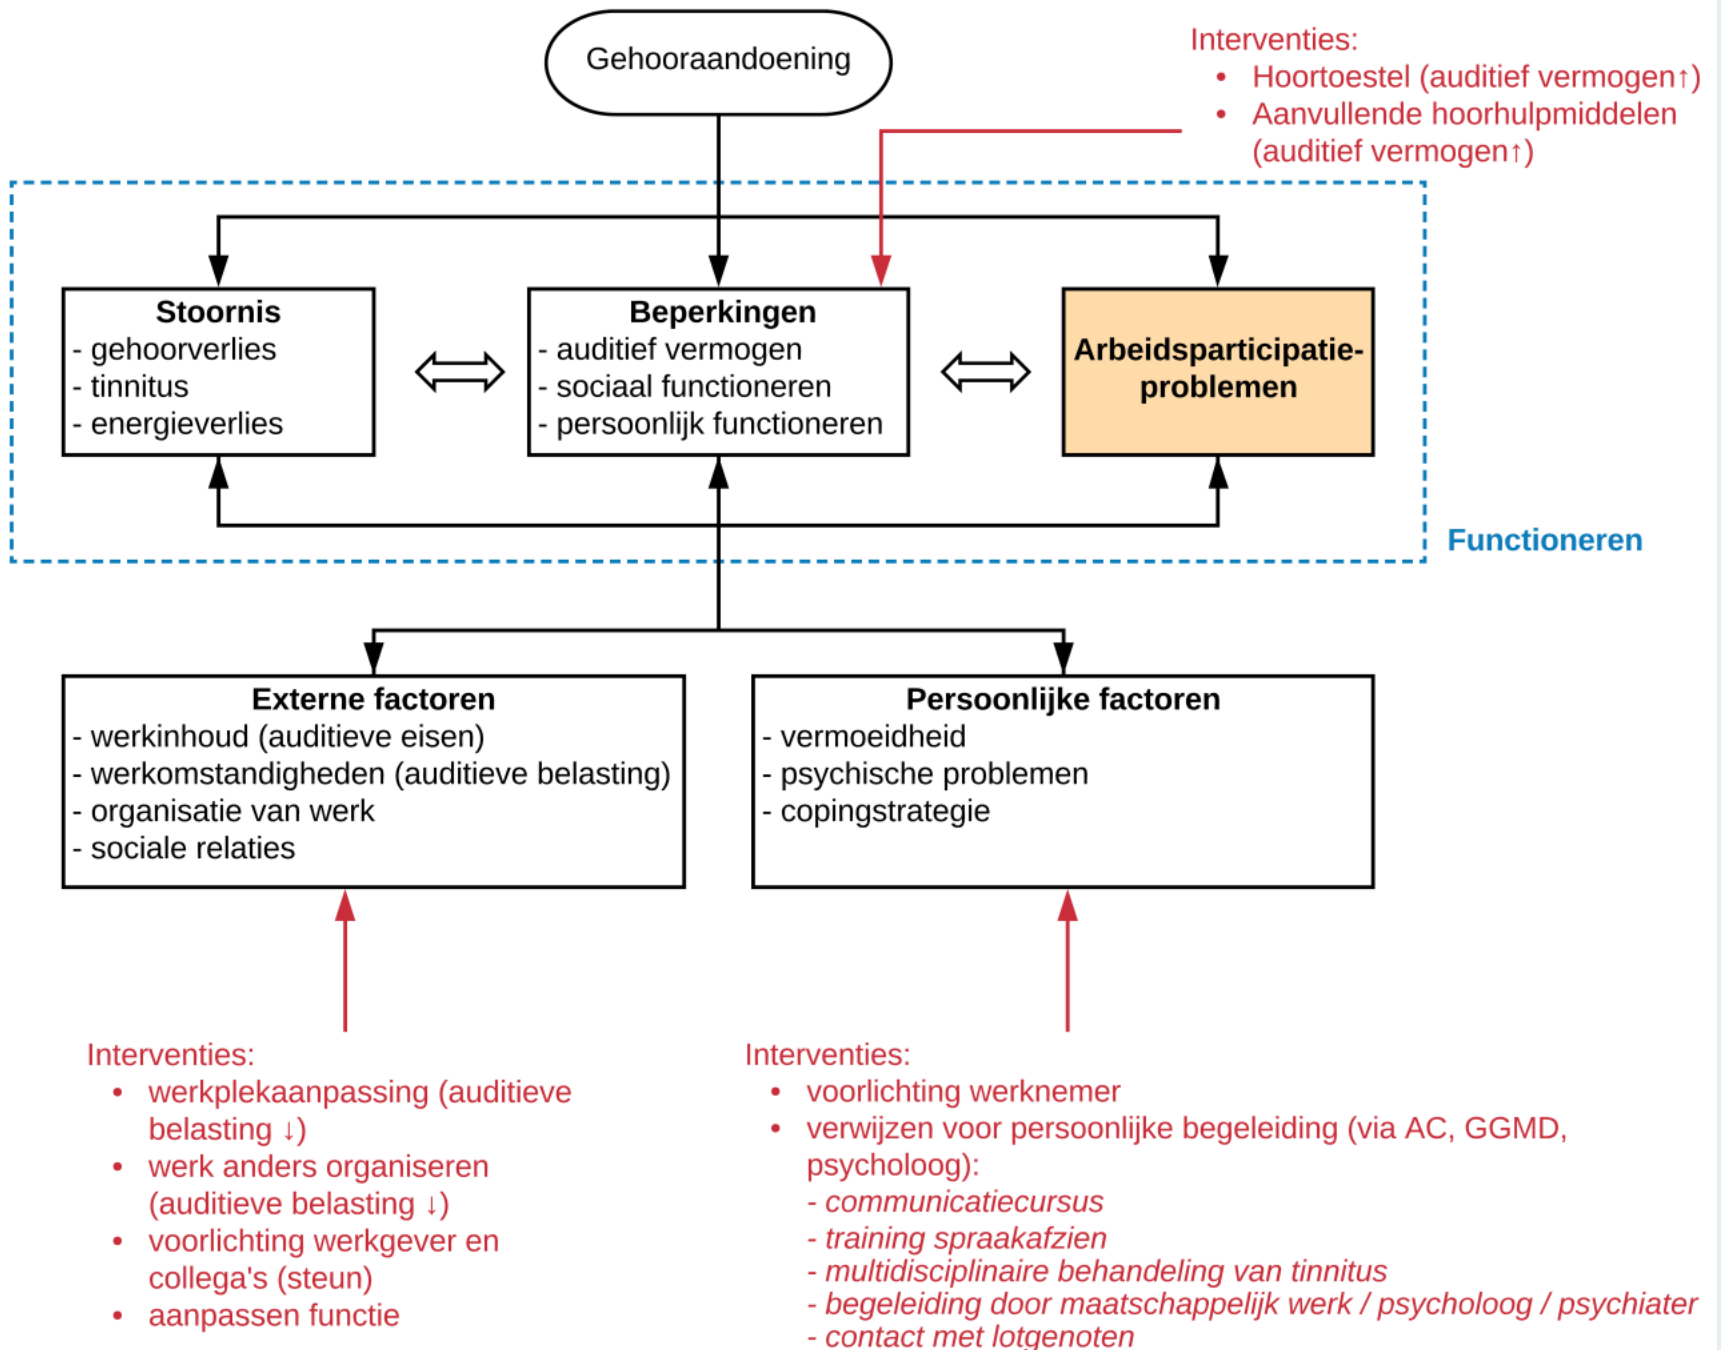 Gehooraandoening
Interventies:
• Hoortoestel (auditief vermogen↑)
• Aanvullende hoorhulpmiddelen
(auditief vermogen↑)
Stoornis
- gehoorverlies
- tinnitus
- energieverlies
Beperkingen
- auditief vermogen
- sociaal functioneren
- persoonlijk functioneren
Arbeidsparticipatie-
problemen
Functioneren
Externe factoren
- werkinhoud (auditieve eisen)
- werkomstandigheden (auditieve belasting)
- organisatie van werk
- sociale relaties
Persoonlijke factoren
- vermoeidheid
- psychische problemen
- copingstrategie
Interventies:
• werkplekaanpassing (auditieve
belasting ↓)
• werk anders organiseren
(auditieve belasting ↓)
• voorlichting werkgever en
collega's (steun)
• aanpassen functie
Interventies:
• voorlichting werknemer
• verwijzen voor persoonlijke begeleiding (via AC, GGMD,
psycholoog):
- communicatiecursus
- training spraakafzien
- multidisciplinaire behandeling van tinnitus
- begeleiding door maatschappelijk werk / psycholoog / psychiater
- contact met lotgenoten